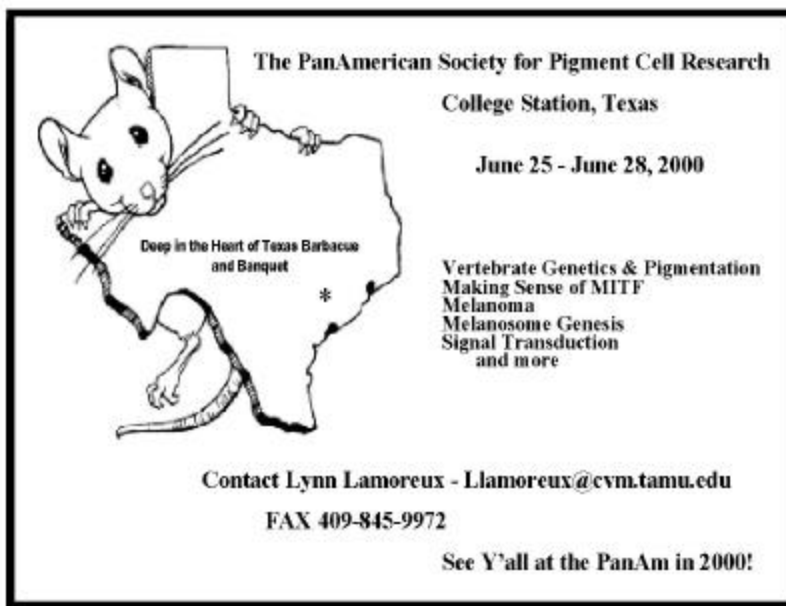 The PanAmerican Society for Pigment Cell Research
College Station, Texas
June 25 - June 28, 2000
Deep in the Heart of Texas Barbacue
and Banquet
*
Vertebrate Genetics & Pigmentation
Making Sense of MITF
Melanoma
Melanosome Genesis
Signal Transduction
and more
Contact Lynn Lamoreux - Llamoreux@cvm.tamu.edu
FAX 409-845-9972
See Y'all at the PanAm in 2000!